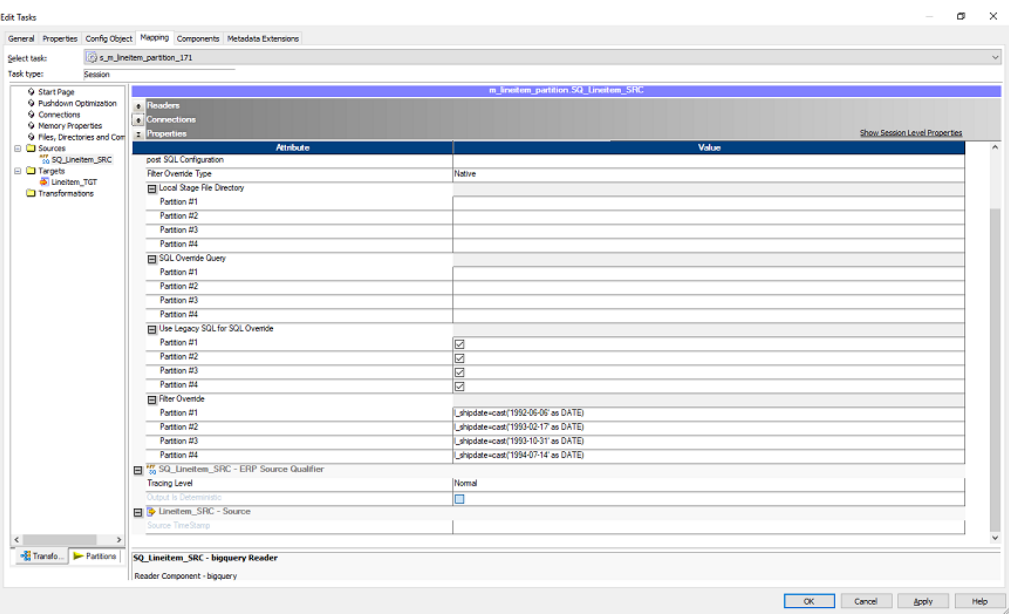 Edit Tasks
General Properties Config Object Mapping Components Metadata Extensions
Select task: s_m_lineitem_partition_171
Task type: Session
Start Page
Pushdown Optimization
Connections
Memory Properties
Files, Directories and Com
Sources
SQ_Lineitem_SRC
Targets
Lineitem_TGT
Transformations
Transfo... Partitions
m_lineitem_partition.SQ_Lineitem_SRC
Readers
Connections
Properties Show Session Level Properties
Attribute Value
post SQL Configuration
Filter Override Type Native
Local Stage File Directory
Partition #1
Partition #2
Partition #3
Partition #4
SQL Override Query
Partition #1
Partition #2
Partition #3
Partition #4
Use Legacy SQL for SQL Override
Partition #1
Partition #2
Partition #3
Partition #4
Filter Override
Partition #1 l_shipdate=cast('1992-06-06' as DATE)
Partition #2 l_shipdate=cast('1993-02-17' as DATE)
Partition #3 l_shipdate=cast('1993-10-31' as DATE)
Partition #4 l_shipdate=cast('1994-07-14' as DATE)
SQ_Lineitem_SRC - ERP Source Qualifier
Tracing Level Normal
Output Is Deterministic
Lineitem_SRC - Source
Source TimeStamp
SQ_Lineitem_SRC - bigquery Reader
Reader Component - bigquery
OK Cancel Apply Help